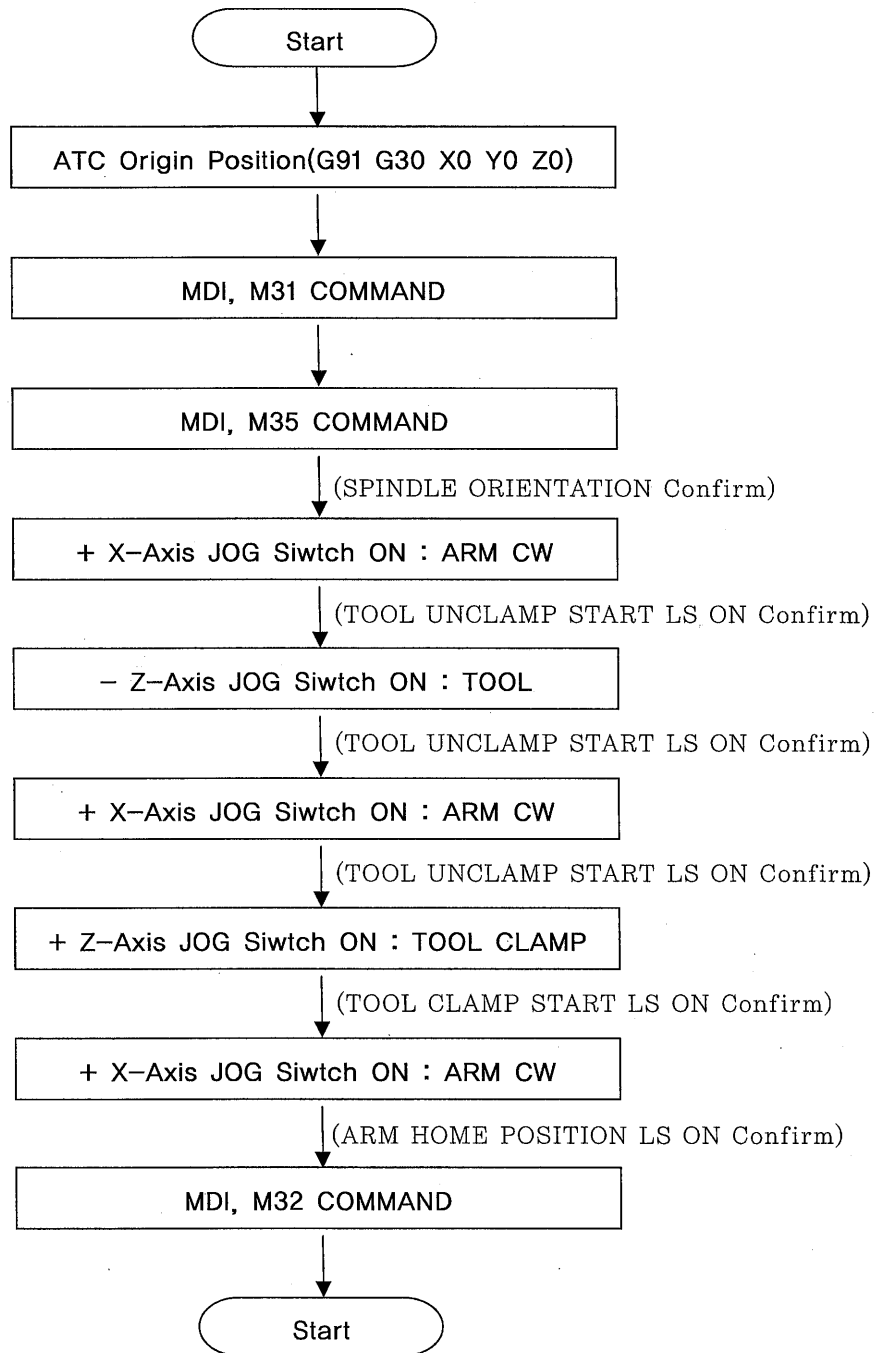 Start
ATC Origin Position(G91 G30 X0 Y0 Z0)
MDI, M31 COMMAND
MDI, M35 COMMAND
(SPINDLE ORIENTATION Confirm)
+ X-Axis JOG Siwtch ON : ARM CW
(TOOL UNCLAMP START LS ON Confirm)
- Z-Axis JOG Siwtch ON : TOOL
(TOOL UNCLAMP START LS ON Confirm)
+ X-Axis JOG Siwtch ON : ARM CW
(TOOL UNCLAMP START LS ON Confirm)
+ Z-Axis JOG Siwtch ON : TOOL CLAMP
(TOOL CLAMP START LS ON Confirm)
+ X-Axis JOG Siwtch ON : ARM CW
(ARM HOME POSITION LS ON Confirm)
MDI, M32 COMMAND
Start